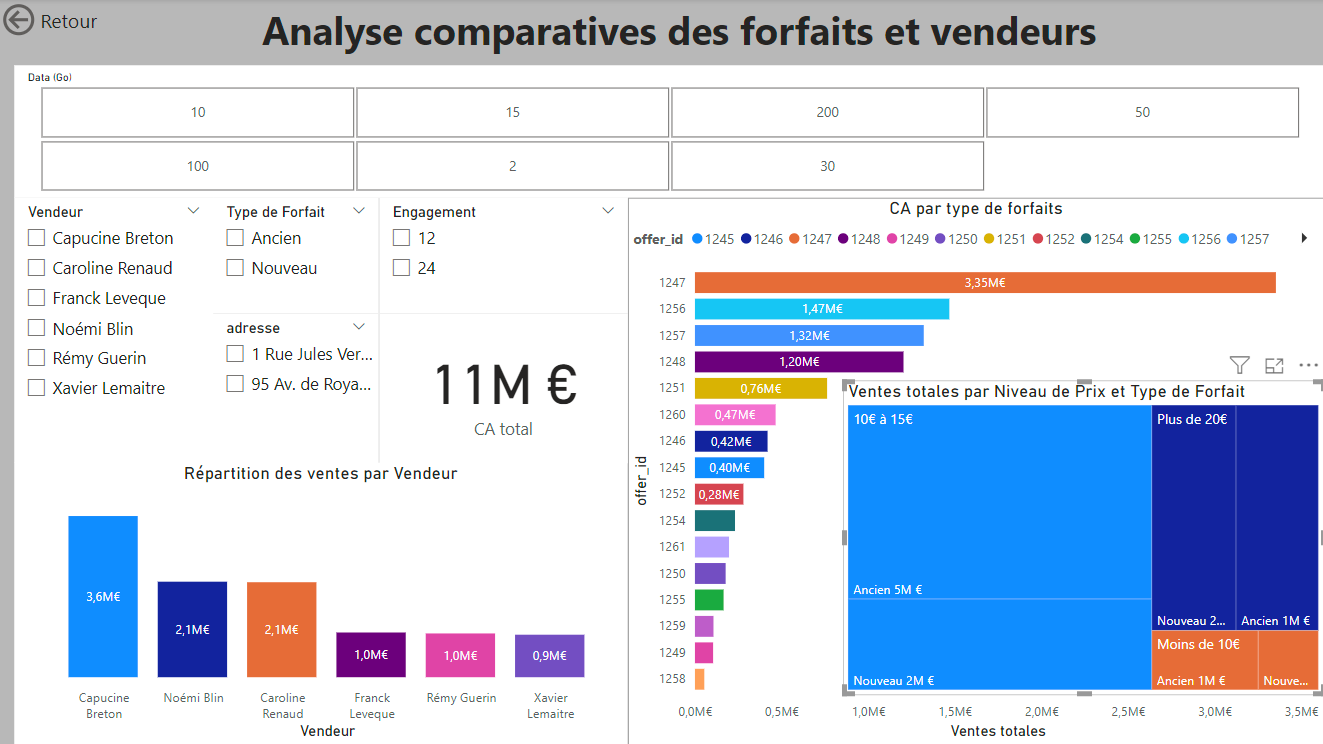 Retour
Analyse comparatives des forfaits et vendeurs
Data (Go)
10
15
200
50
100
2
30
Vendeur
Capucine Breton
Caroline Renaud
Franck Leveque
Noémi Blin
Rémy Guerin
Xavier Lemaitre
Type de Forfait
Ancien
Nouveau
adresse
1 Rue Jules Ver...
95 Av. de Roya...
Engagement
12
24
11M €
CA total
Répartition des ventes par Vendeur
3,6M€
2,1M€
2,1M€
1,0M€
1,0M€
0,9M€
Capucine
Breton
Noémi Blin
Caroline
Renaud
Franck
Leveque
Rémy Guerin
Xavier
Lemaitre
Vendeur
CA par type de forfaits
offer_id 1245 1246 1247 1248 1249 1250 1251 1252 1254 1255 1256 1257
offer_id
1247 3,35M€
1256 1,47M€
1257 1,32M€
1248 1,20M€
1251 0,76M€
1260 0,47M€
1246 0,42M€
1245 0,40M€
1252 0,28M€
1254
1261
1250
1255
1259
1249
1258
0,0M€ 0,5M€ 1,0M€ 1,5M€ 2,0M€ 2,5M€ 3,0M€ 3,5M€
Ventes totales
Ventes totales par Niveau de Prix et Type de Forfait
10€ à 15€
Ancien 5M €
Nouveau 2M €
Plus de 20€
Nouveau 2...
Ancien 1M €
Moins de 10€
Ancien 1M €
Nouve...